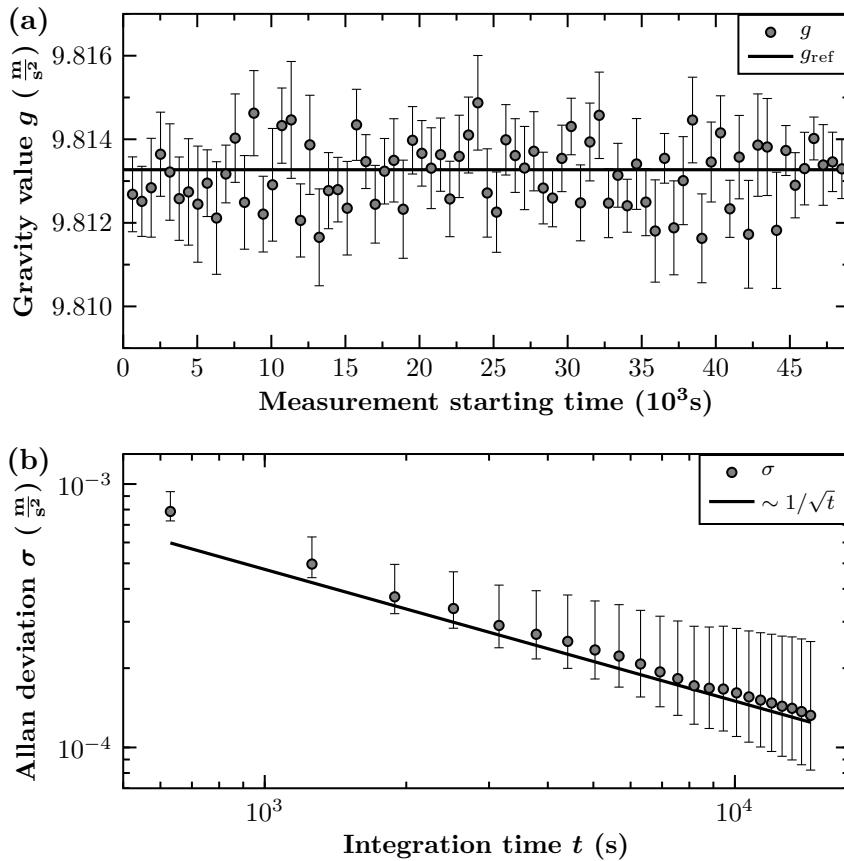 (a)
g
g_ref
9.816
9.814
9.812
9.810
Gravity value g (m/s²)
0 5 10 15 20 25 30 35 40 45
Measurement starting time (10³s)
(b)
σ
∼ 1/√t
10⁻³
10⁻⁴
Allan deviation σ (m/s²)
10³ 10⁴
Integration time t (s)